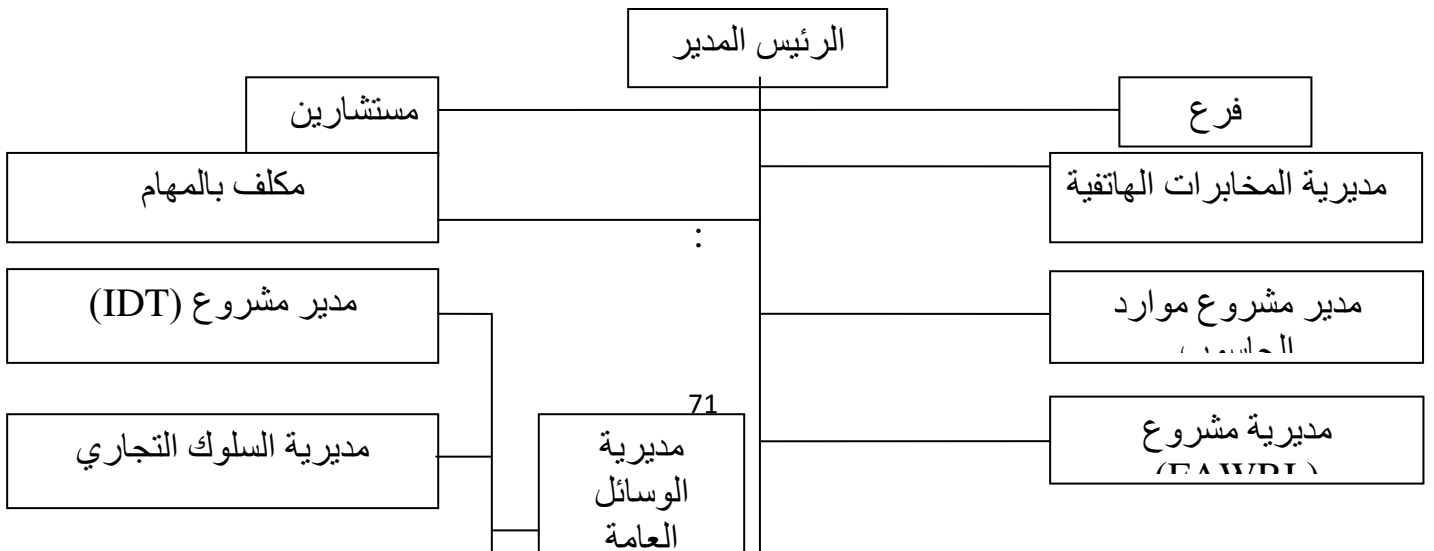 الرئيس المدير
فرع
مستشارين
مديرية المخابرات الهاتفية
مكلف بالمهام
:
مدير مشروع موارد
الحاسوب
مدير مشروع (IDT)
71
مديرية مشروع
مديرية
الوسائل
العامة
مديرية السلوك التجاري